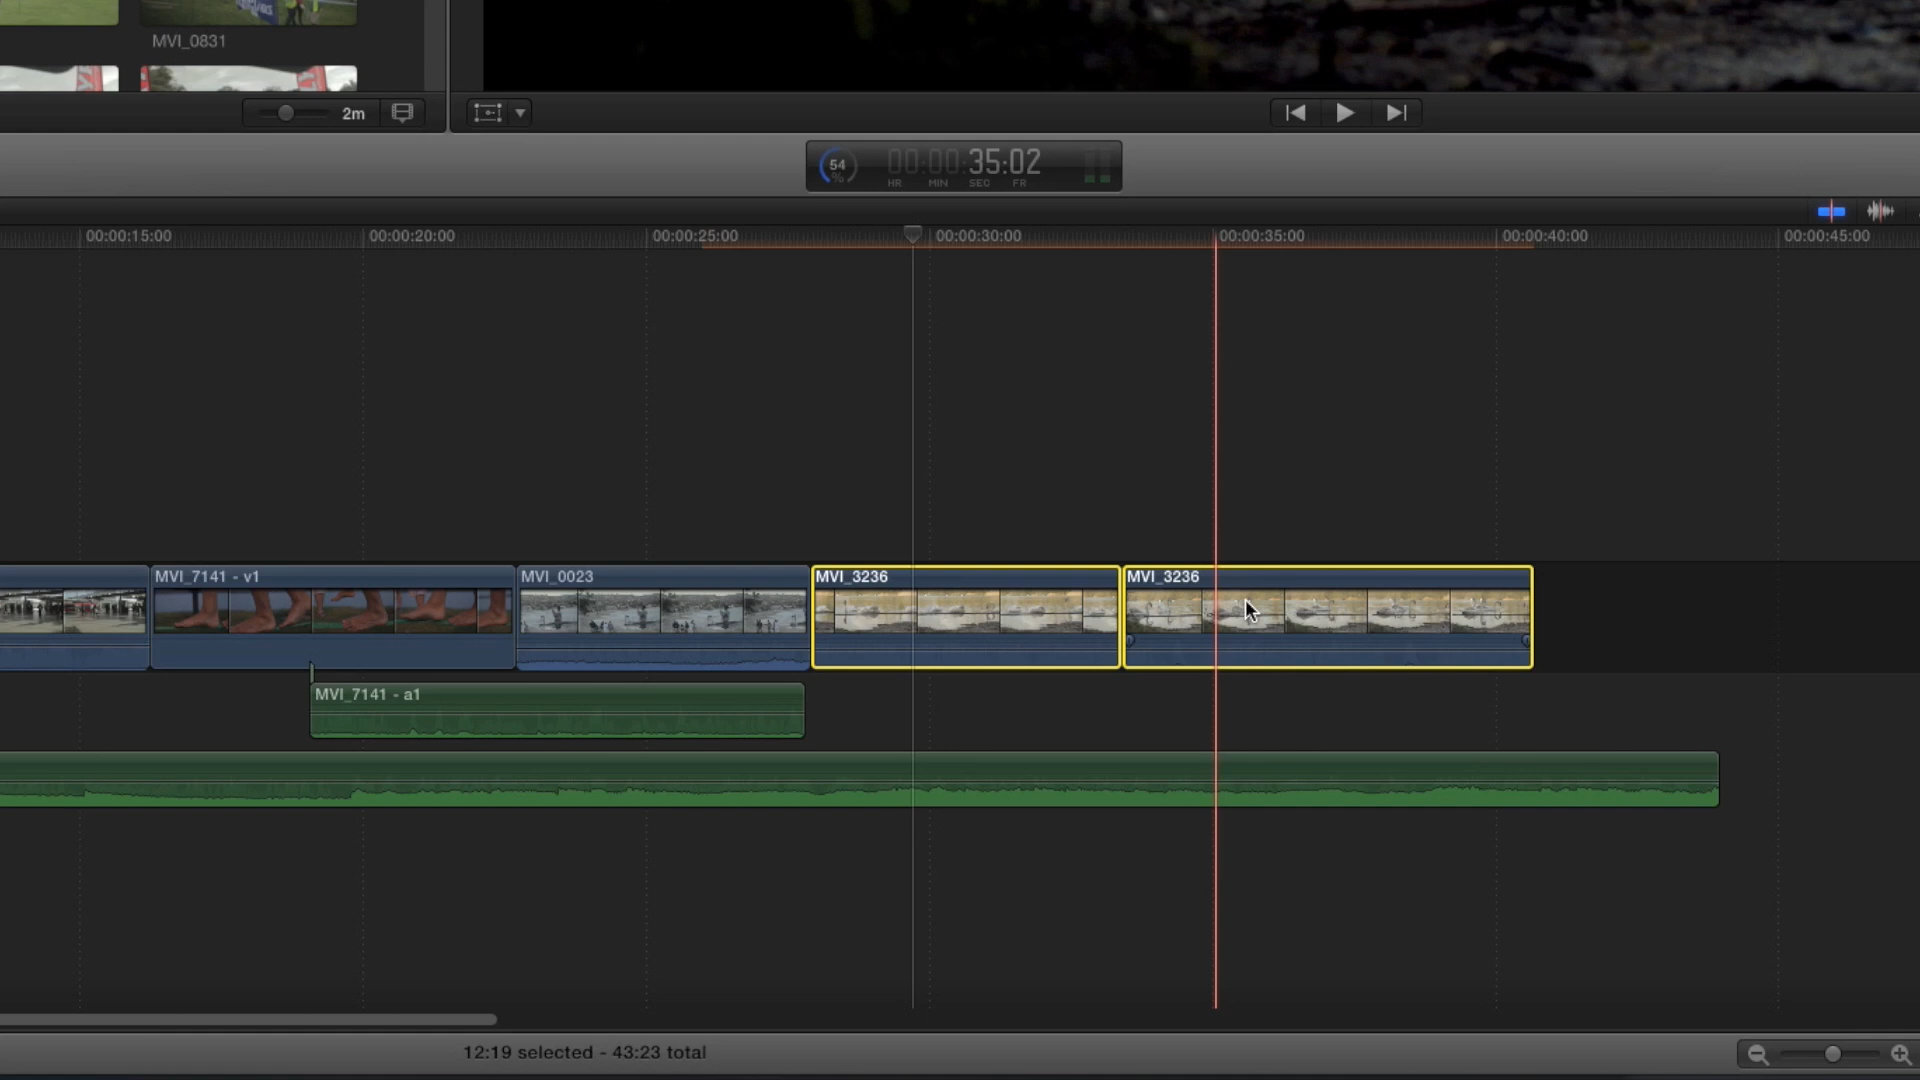 MVI_0831
2m
54
%
00:00:35:02
HR MIN SEC FR
00:00:15:00 00:00:20:00 00:00:25:00 00:00:30:00 00:00:35:00 00:00:40:00 00:00:45:00
MVI_7141 - v1 MVI_0023 MVI_3236 MVI_3236
MVI_7141 - a1
12:19 selected - 43:23 total